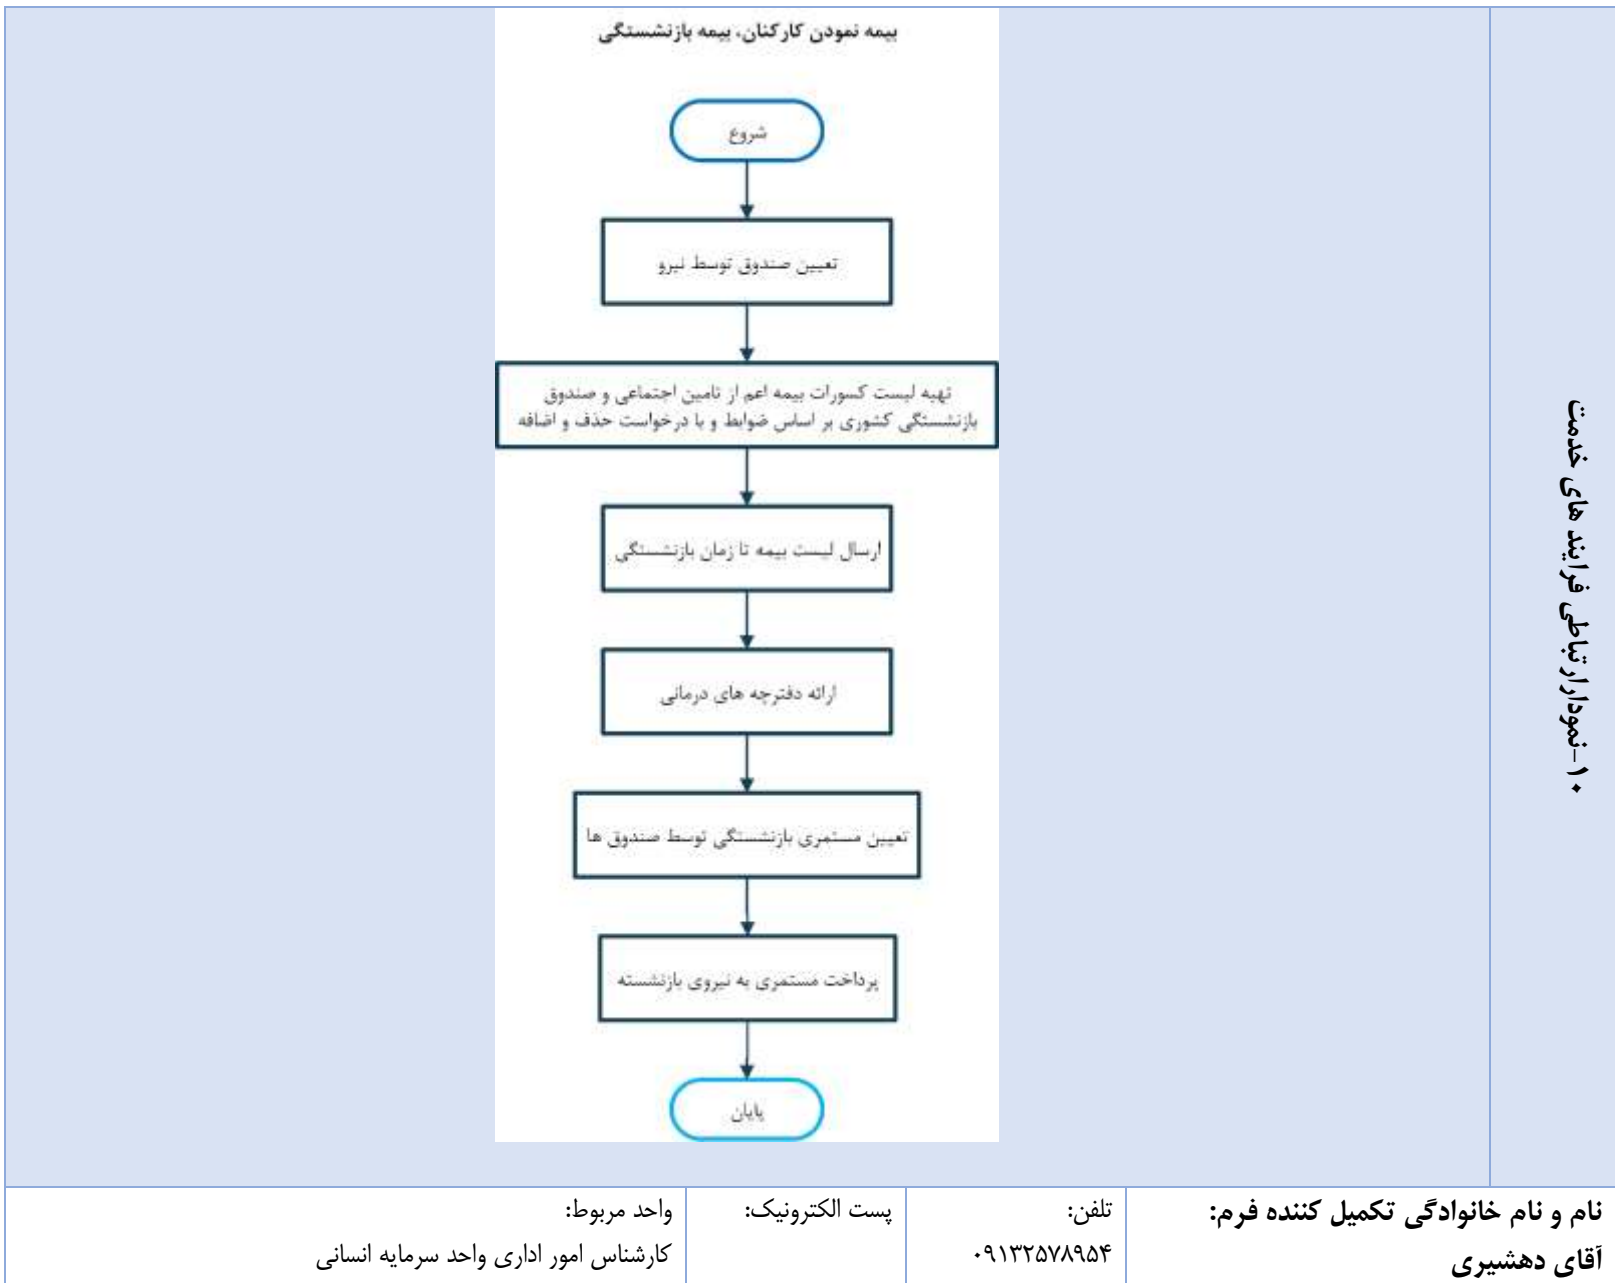 بیمه نمودن کارکنان، بیمه بازنشستگی
شروع
تعیین صندوق توسط نیرو
تهیه لیست کسورات بیمه اعم از تامین اجتماعی و صندوق
بازنشستگی کشوری بر اساس ضوابط و با درخواست حذف و اضافه
ارسال لیست بیمه تا زمان بازنشستگی
ارائه دفترچه های درمانی
تعیین مستمری بازنشستگی توسط صندوق ها
پرداخت مستمری به نیروی بازنشسته
پایان
۱۰-نمودارارتباطی فرایند های خدمت
نام و نام خانوادگی تکمیل کننده فرم:
آقای دهشیری
تلفن:
۰۹۱۳۲۵۷۸۹۵۴
پست الکترونیک:
واحد مربوط:
کارشناس امور اداری واحد سرمایه انسانی